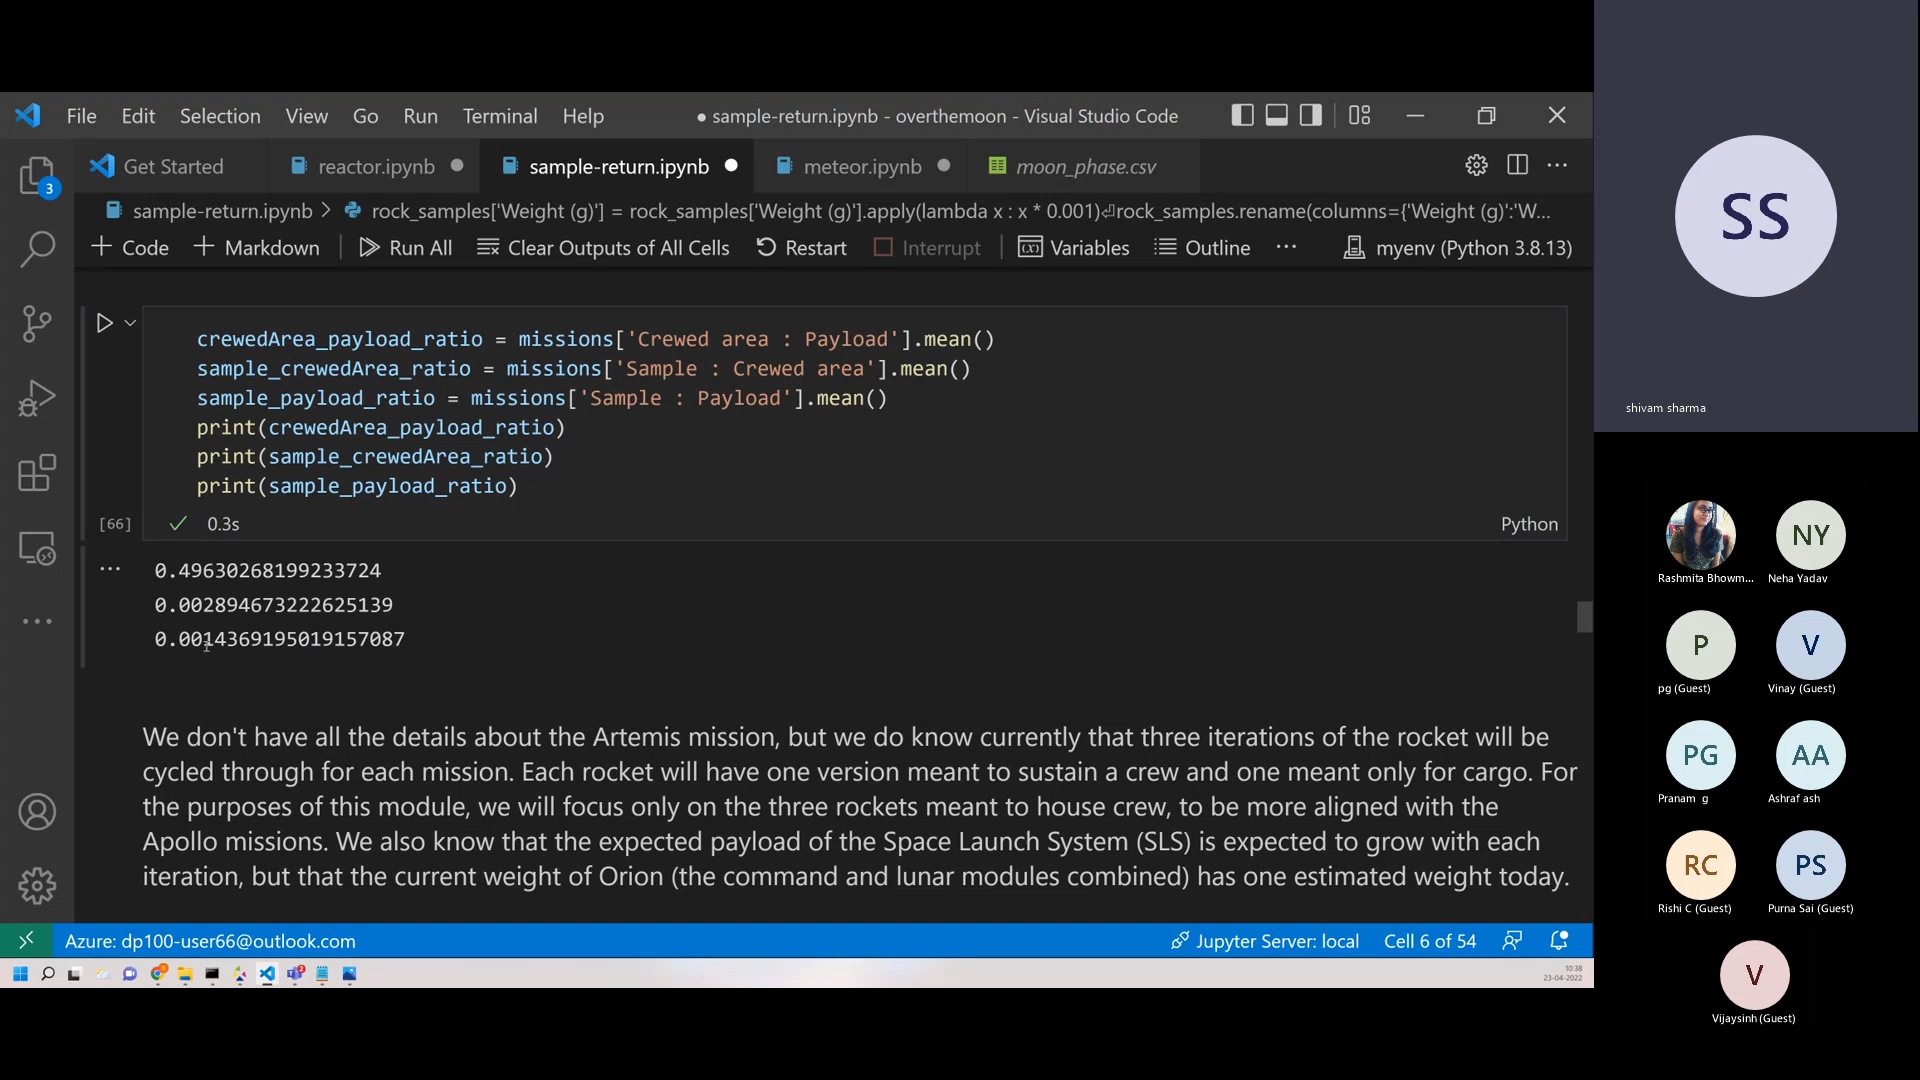 File Edit Selection View Go Run Terminal Help
● sample-return.ipynb - overthemoon - Visual Studio Code
Get Started
reactor.ipynb
sample-return.ipynb
meteor.ipynb
moon_phase.csv
3
sample-return.ipynb > rock_samples['Weight (g)'] = rock_samples['Weight (g)'].apply(lambda x : x * 0.001)⏎rock_samples.rename(columns={'Weight (g)':'W...
+ Code + Markdown Run All Clear Outputs of All Cells Restart Interrupt Variables Outline ... myenv (Python 3.8.13)
crewedArea_payload_ratio = missions['Crewed area : Payload'].mean()
sample_crewedArea_ratio = missions['Sample : Crewed area'].mean()
sample_payload_ratio = missions['Sample : Payload'].mean()
print(crewedArea_payload_ratio)
print(sample_crewedArea_ratio)
print(sample_payload_ratio)
[66] 0.3s Python
0.49630268199233724
0.002894673222625139
0.0014369195019157087
We don't have all the details about the Artemis mission, but we do know currently that three iterations of the rocket will be
cycled through for each mission. Each rocket will have one version meant to sustain a crew and one meant only for cargo. For
the purposes of this module, we will focus only on the three rockets meant to house crew, to be more aligned with the
Apollo missions. We also know that the expected payload of the Space Launch System (SLS) is expected to grow with each
iteration, but that the current weight of Orion (the command and lunar modules combined) has one estimated weight today.
Azure: dp100-user66@outlook.com
Jupyter Server: local Cell 6 of 54
10:38
23-04-2022
SS
shivam sharma
Rashmita Bhowm...
NY
Neha Yadav
P
pg (Guest)
V
Vinay (Guest)
PG
Pranam g
AA
Ashraf ash
RC
Rishi C (Guest)
PS
Purna Sai (Guest)
V
Vijaysinh (Guest)